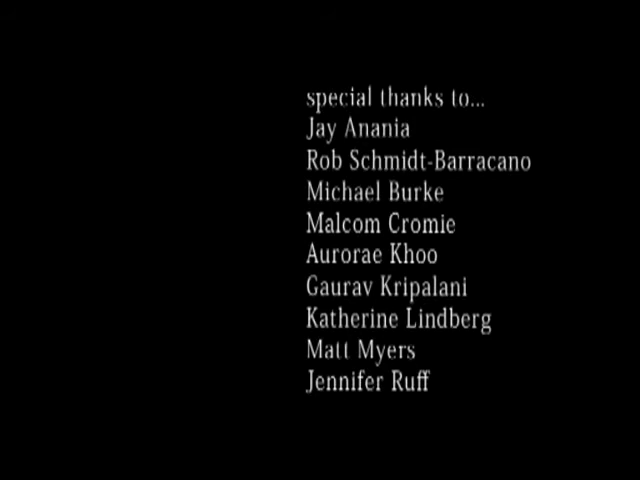 special thanks to...
Jay Anania
Rob Schmidt-Barracano
Michael Burke
Malcom Cromie
Aurorae Khoo
Gaurav Kripalani
Katherine Lindberg
Matt Myers
Jennifer Ruff